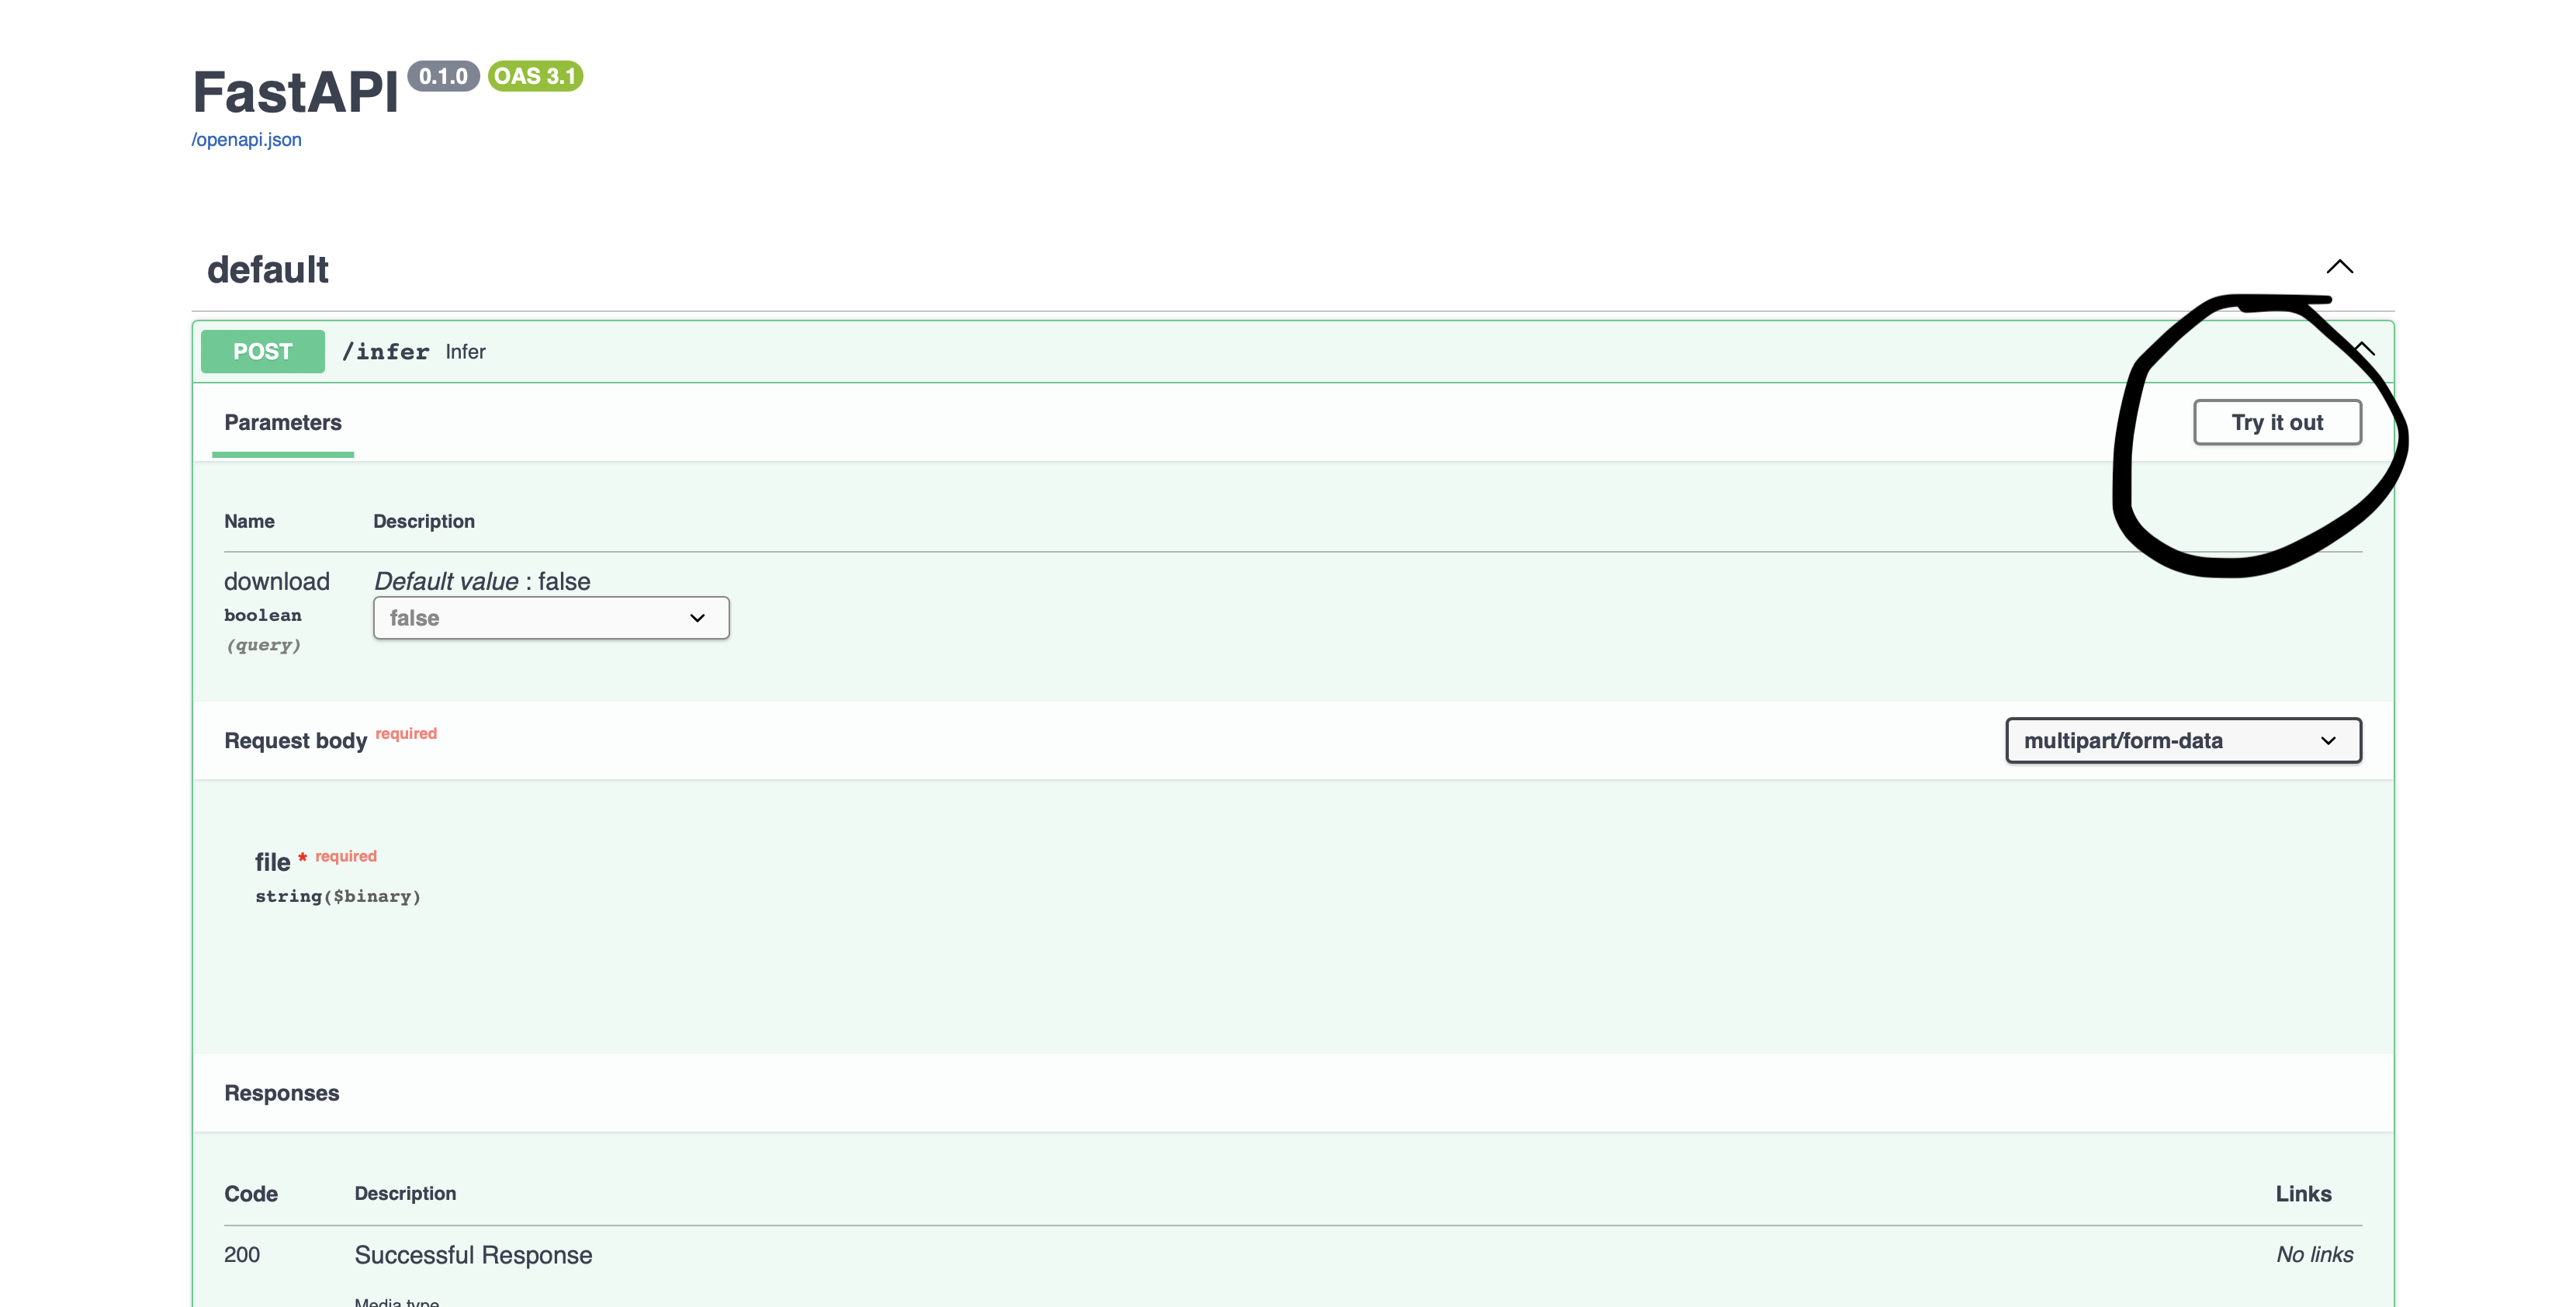 FastAPI 0.1.0 OAS 3.1
/openapi.json
default
POST /infer Infer
Parameters
Try it out
Name Description
download Default value : false
boolean false
(query)
Request body required
multipart/form-data
file * required
string($binary)
Responses
Code Description Links
200 Successful Response No links
Media type